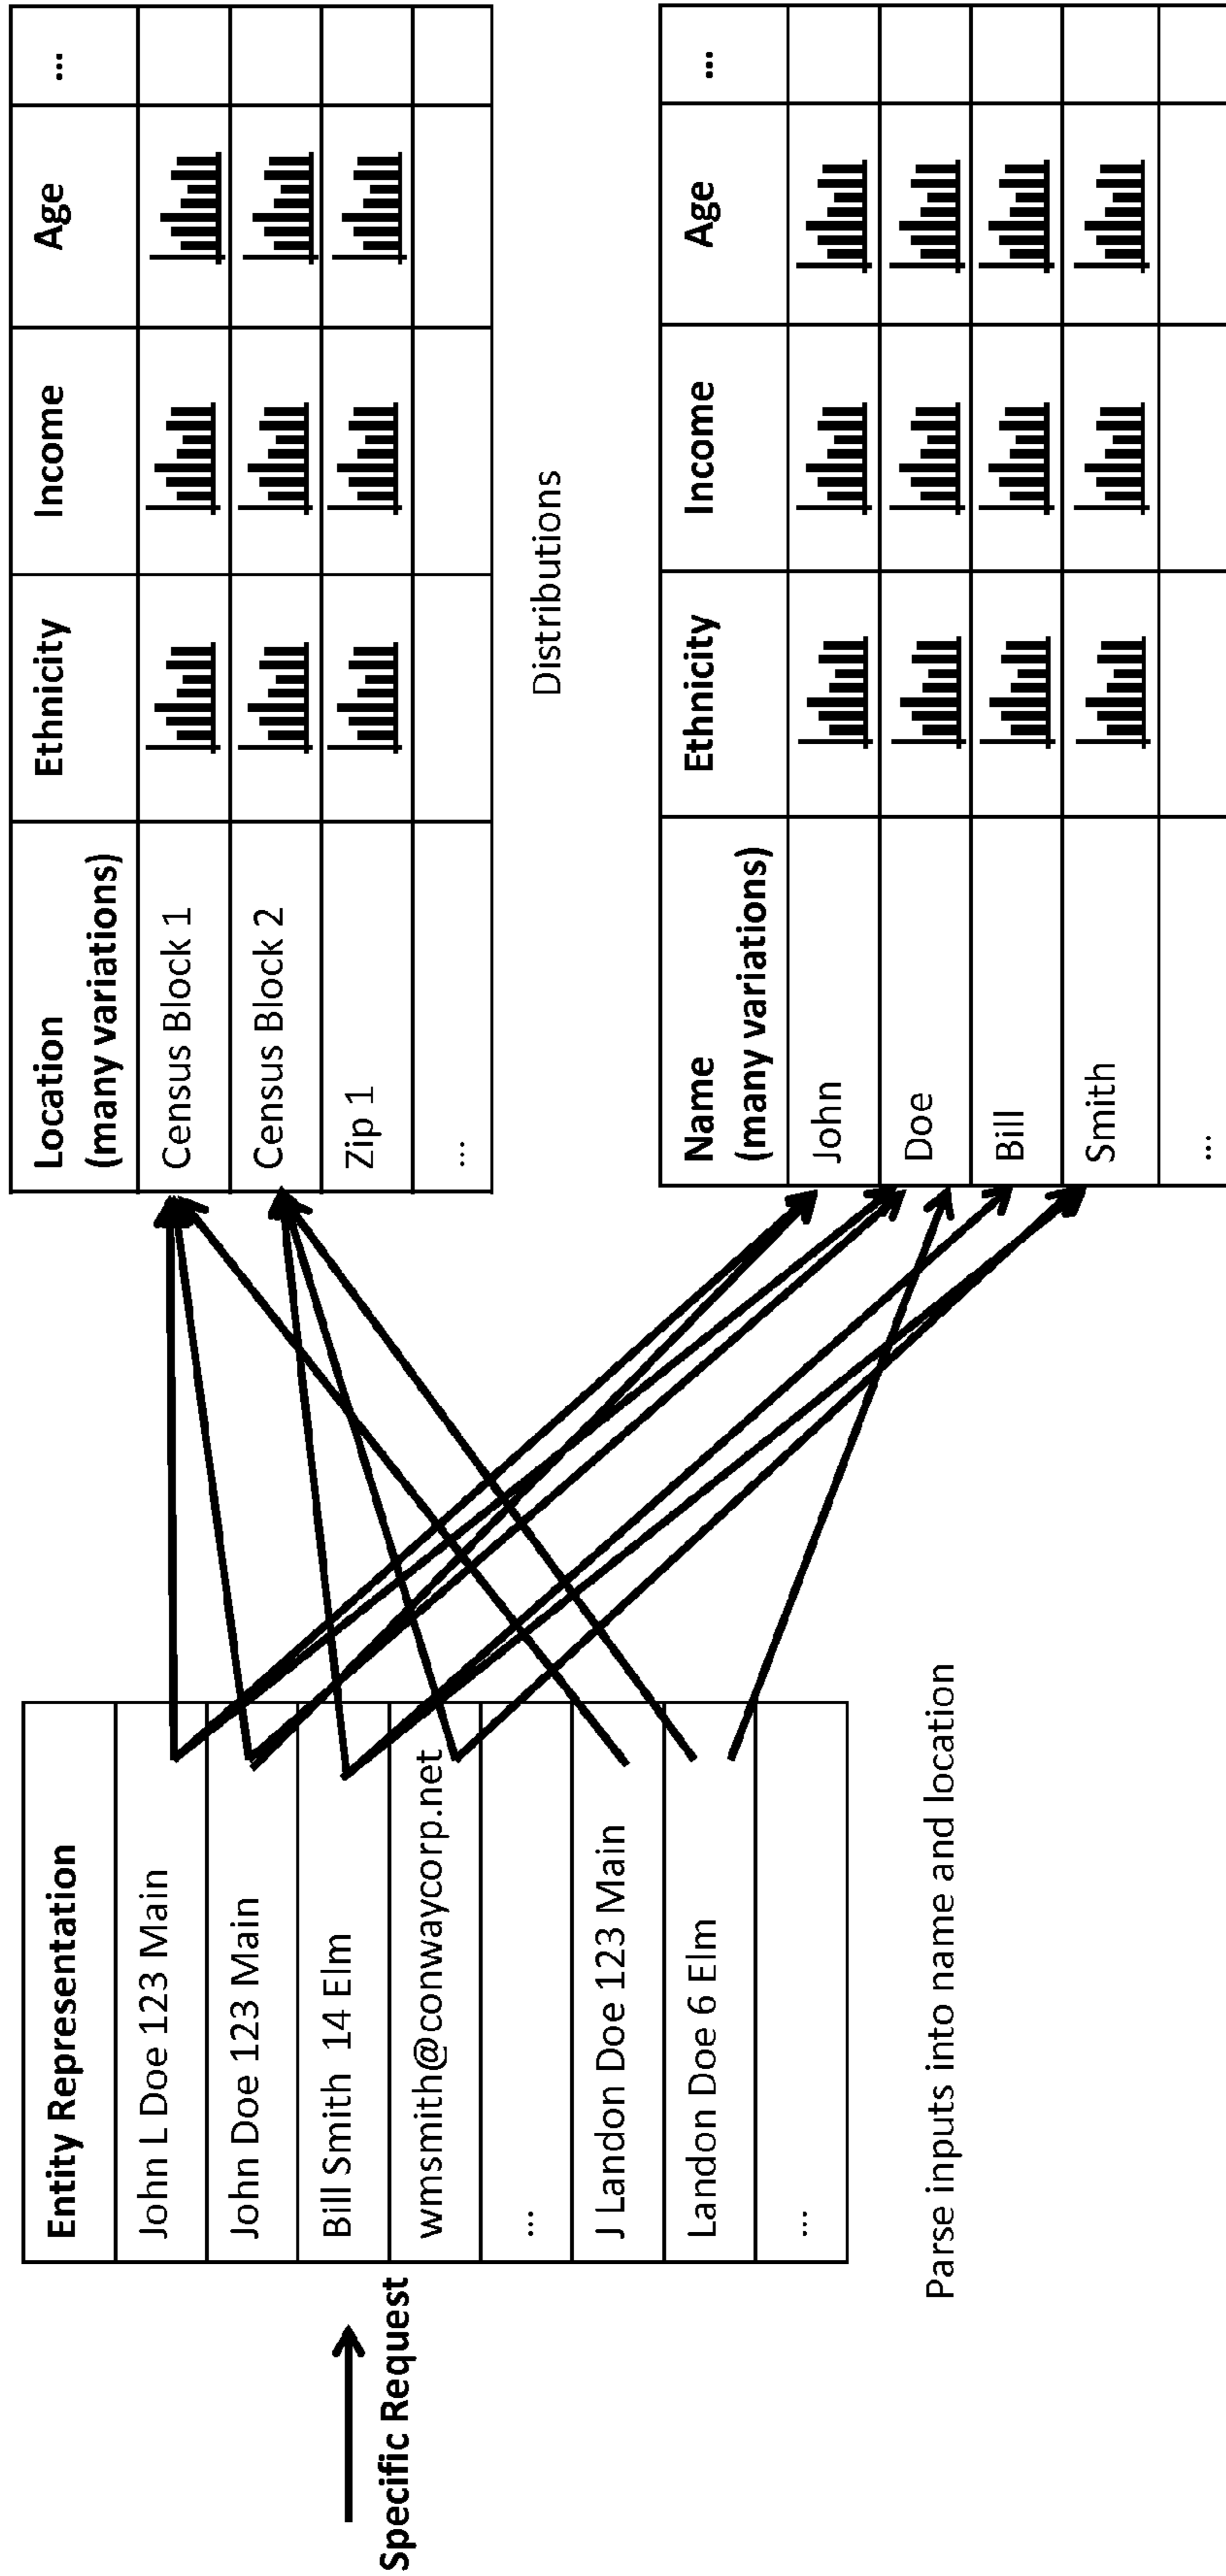 Specific Request
Entity Representation
John L Doe 123 Main
John Doe 123 Main
Bill Smith 14 Elm
wmsmith@conwaycorp.net
...
J Landon Doe 123 Main
Landon Doe 6 Elm
...
Parse inputs into name and location
Location
(many variations)
Ethnicity
Income
Age
...
Census Block 1
Census Block 2
Zip 1
...
Distributions
Name
(many variations)
Ethnicity
Income
Age
...
John
Doe
Bill
Smith
...